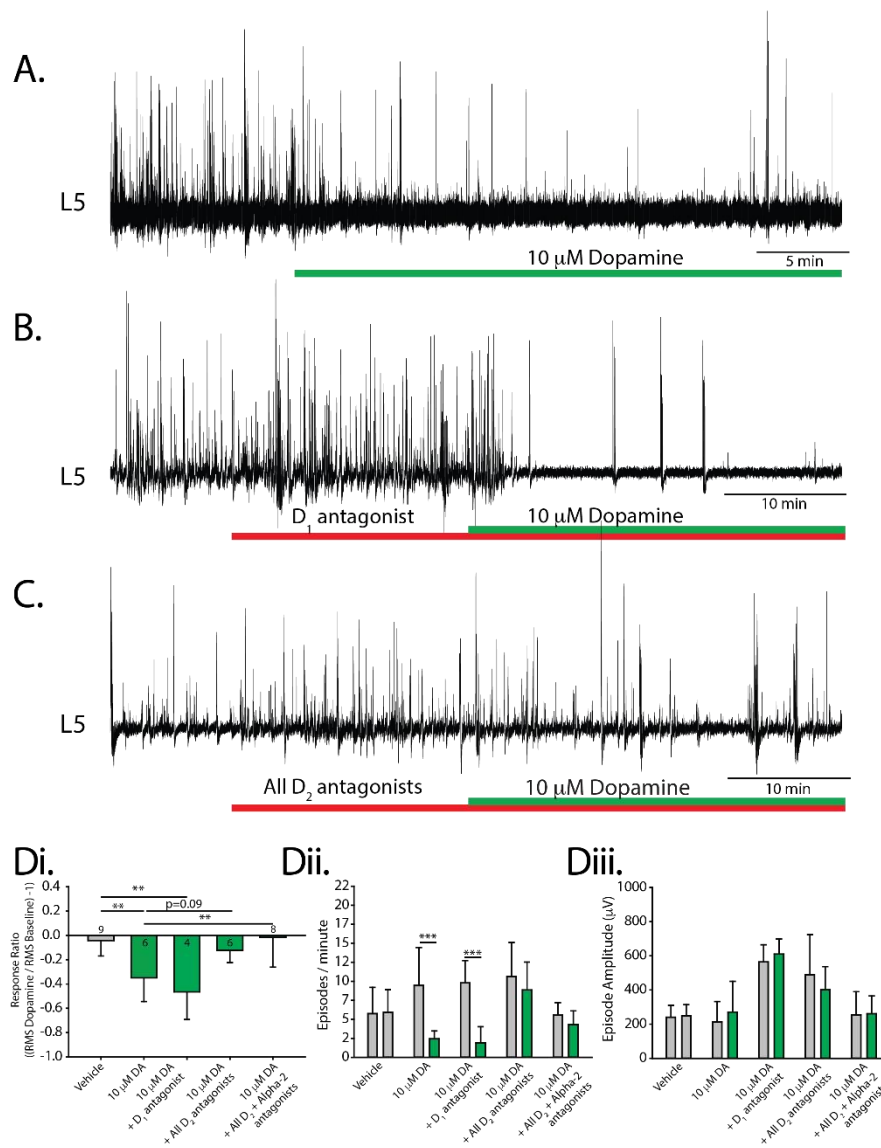 A.
L5
5 min
10 μM Dopamine
B.
L5
10 min
D₁ antagonist
10 μM Dopamine
C.
L5
All D₂ antagonists
10 μM Dopamine
10 min
Di.
Response Ratio
((RMS Dopamine / RMS Baseline) -1)
0.4
0.2
0.0
-0.2
-0.4
-0.6
-0.8
-1.0
**
p=0.09
**
**
9
6
4
6
8
Vehicle
10 μM DA
10 μM DA
+ D₁ antagonist
10 μM DA
+ All D₂ antagonists
10 μM DA
+ All D₂ + Alpha-2
antagonists
Dii.
Episodes / minute
22
20
17
15
12
10
7
5
2
0
***
***
Vehicle
10 μM DA
10 μM DA
+ D₁ antagonist
10 μM DA
+ All D₂ antagonists
10 μM DA
+ All D₂ + Alpha-2
antagonists
Diii.
Episode Amplitude (μV)
1000
800
600
400
200
0
Vehicle
10 μM DA
10 μM DA
+ D₁ antagonist
10 μM DA
+ All D₂ antagonists
10 μM DA
+ All D₂ + Alpha-2
antagonists